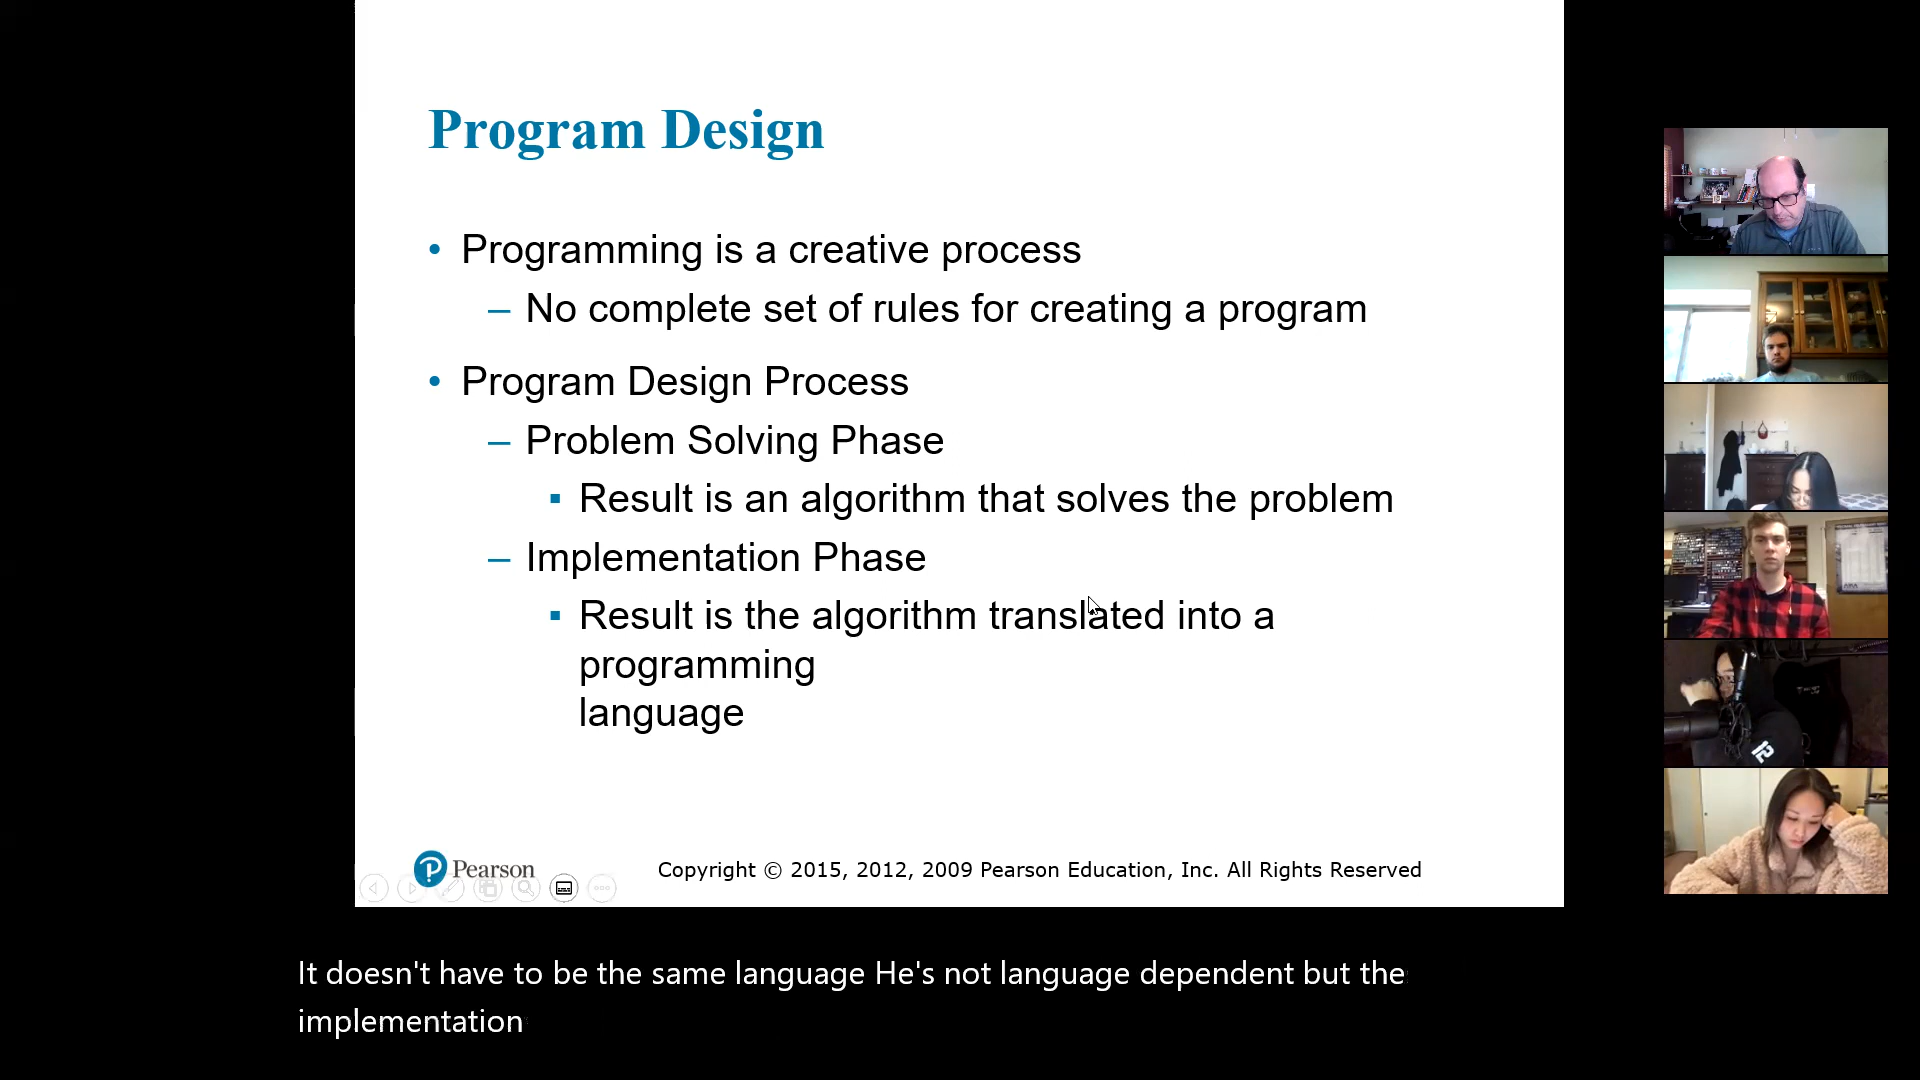 Program Design
• Programming is a creative process
– No complete set of rules for creating a program
• Program Design Process
– Problem Solving Phase
▪ Result is an algorithm that solves the problem
– Implementation Phase
▪ Result is the algorithm translated into a
programming
language
Pearson
Copyright © 2015, 2012, 2009 Pearson Education, Inc. All Rights Reserved
It doesn't have to be the same language He's not language dependent but the
implementation